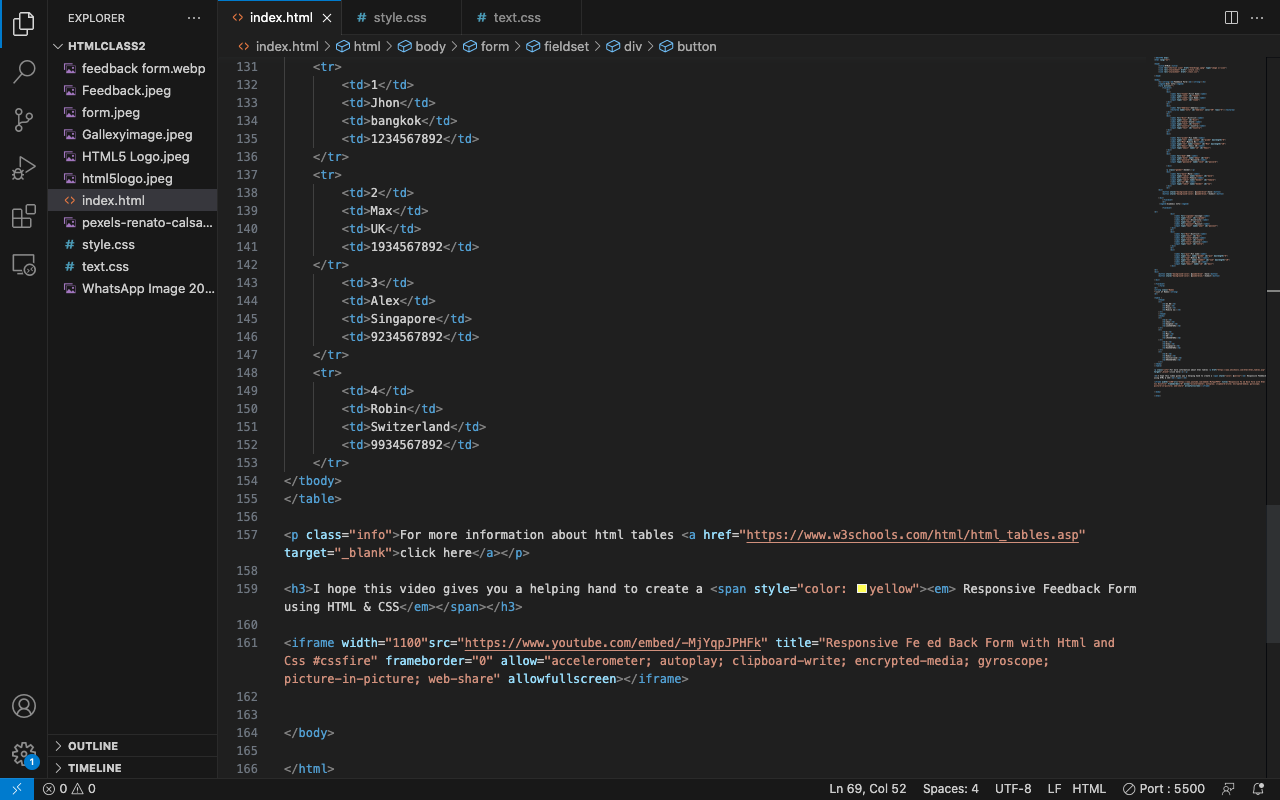 EXPLORER
HTMLCLASS2
feedback form.webp
Feedback.jpeg
form.jpeg
Gallexyimage.jpeg
HTML5 Logo.jpeg
html5logo.jpeg
index.html
pexels-renato-calsa...
# style.css
# text.css
WhatsApp Image 20...
OUTLINE
TIMELINE
1
index.html
# style.css
# text.css
index.html > html > body > form > fieldset > div > button
131 <tr>
132 <td>1</td>
133 <td>Jhon</td>
134 <td>bangkok</td>
135 <td>1234567892</td>
136 </tr>
137 <tr>
138 <td>2</td>
139 <td>Max</td>
140 <td>UK</td>
141 <td>1934567892</td>
142 </tr>
143 <td>3</td>
144 <td>Alex</td>
145 <td>Singapore</td>
146 <td>9234567892</td>
147 </tr>
148 <tr>
149 <td>4</td>
150 <td>Robin</td>
151 <td>Switzerland</td>
152 <td>9934567892</td>
153 </tr>
154 </tbody>
155 </table>
156
157 <p class="info">For more information about html tables <a href="https://www.w3schools.com/html/html_tables.asp"
target="_blank">click here</a></p>
158
159 <h3>I hope this video gives you a helping hand to create a <span style="color: yellow"><em> Responsive Feedback Form
using HTML & CSS</em></span></h3>
160
161 <iframe width="1100"src="https://www.youtube.com/embed/-MjYqpJPHFk" title="Responsive Fe ed Back Form with Html and
Css #cssfire" frameborder="0" allow="accelerometer; autoplay; clipboard-write; encrypted-media; gyroscope;
picture-in-picture; web-share" allowfullscreen></iframe>
162
163
164 </body>
165
166 </html>
0 0
Ln 69, Col 52
Spaces: 4
UTF-8
LF
HTML
Port : 5500